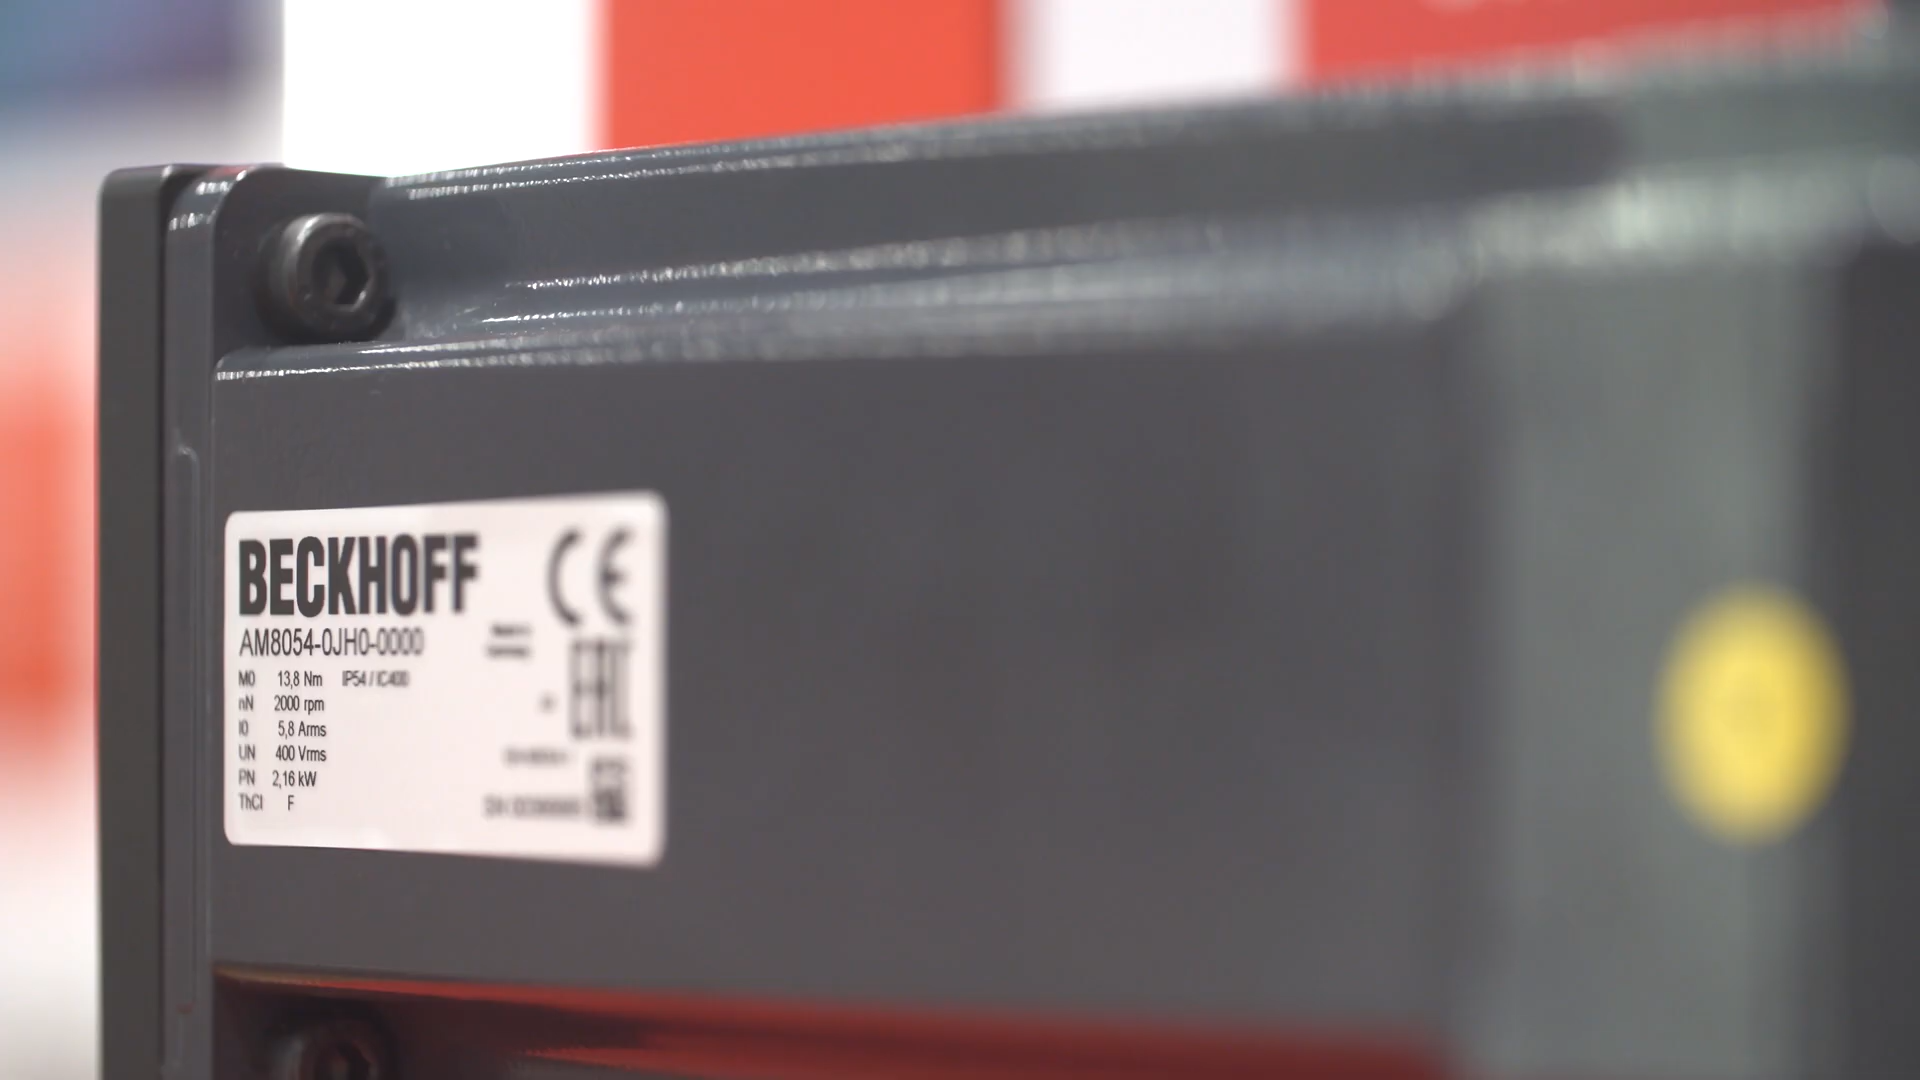 BECKHOFF
CE
AM8054-0JH0-0000
EAC
M0 13,8 Nm IP54 / IC400
nN 2000 rpm
I0 5,8 Arms
UN 400 Vrms
PN 2,16 kW
ThCl F